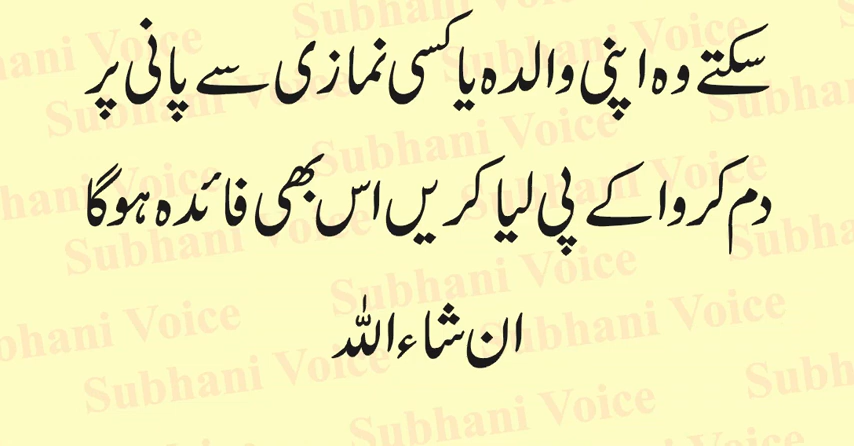 سکتے وہ اپنی والدہ یا کسی نمازی سے پانی پر
دم کروا کے پی لیا کریں اس بھی فائدہ ہوگا
ان شاء اللہ
Subhani Voice